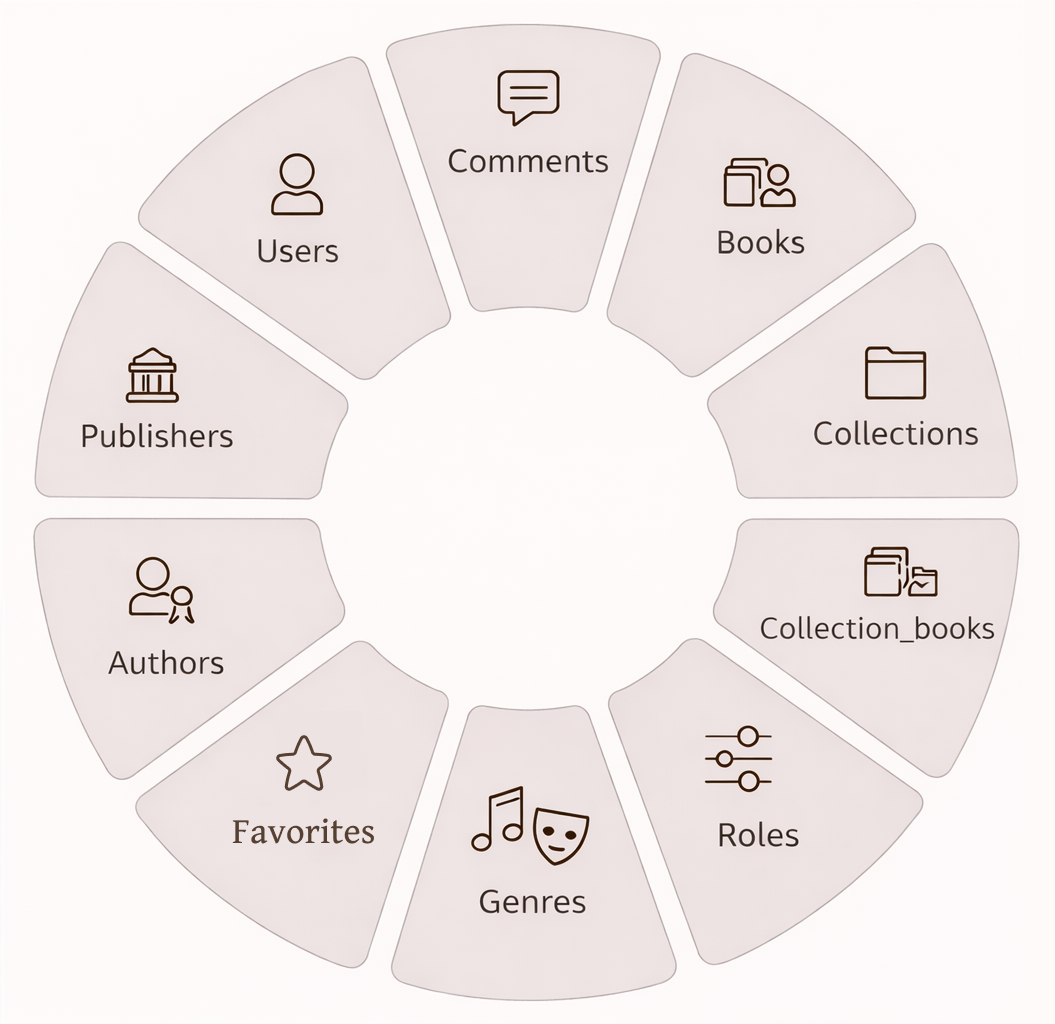 Comments
Books
Collections
Collection_books
Roles
Genres
Favorites
Authors
Publishers
Users